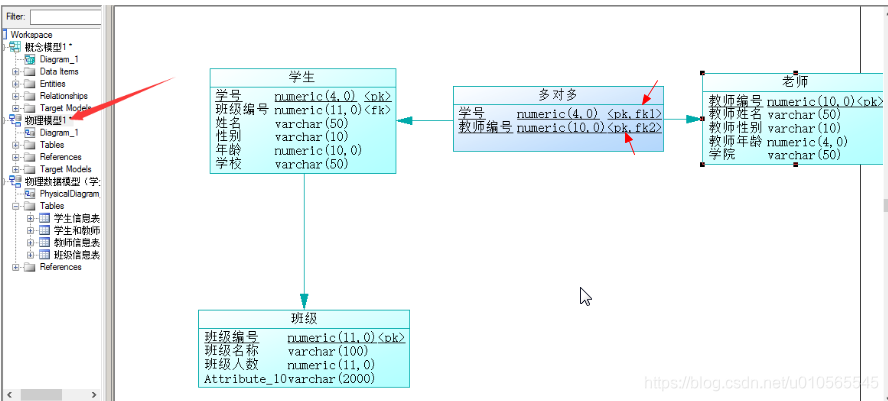 Filter:
Workspace
概念模型1 *
Diagram_1
Data Items
Entities
Relationships
Target Models
物理模型1 *
Diagram_1
Tables
References
Target Models
物理数据模型（学
PhysicalDiagram_
Tables
学生信息表
学生和教师
教师信息表
班级信息表
References
学生
学号 numeric(4,0) <pk>
班级编号 numeric(11,0)<fk>
姓名 varchar(50)
性别 varchar(10)
年龄 numeric(10,0)
学校 varchar(50)
多对多
学号 numeric(4,0) <pk,fk1>
教师编号 numeric(10,0)<pk,fk2>
老师
教师编号 numeric(10,0)<pk>
教师姓名 varchar(50)
教师性别 varchar(10)
教师年龄 numeric(4,0)
学院 varchar(50)
班级
班级编号 numeric(11,0)<pk>
班级名称 varchar(100)
班级人数 numeric(11,0)
Attribute_10varchar(2000)
https://blog.csdn.net/u010565545